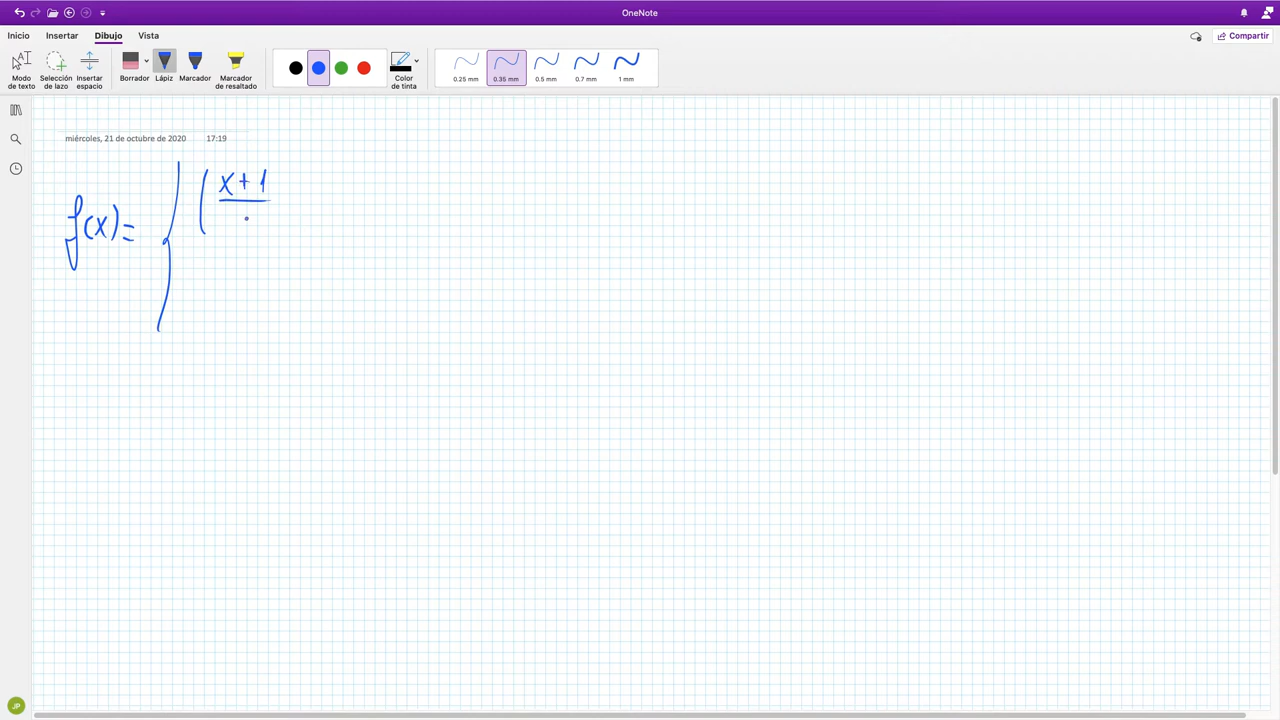 OneNote
Inicio Insertar Dibujo Vista Compartir
Modo de texto Selección de lazo Insertar espacio Borrador Lápiz Marcador Marcador de resaltado Color de tinta 0.25 mm 0.35 mm 0.5 mm 0.7 mm 1 mm
miércoles, 21 de octubre de 2020 17:19
f(x)= { ( x+1
JP